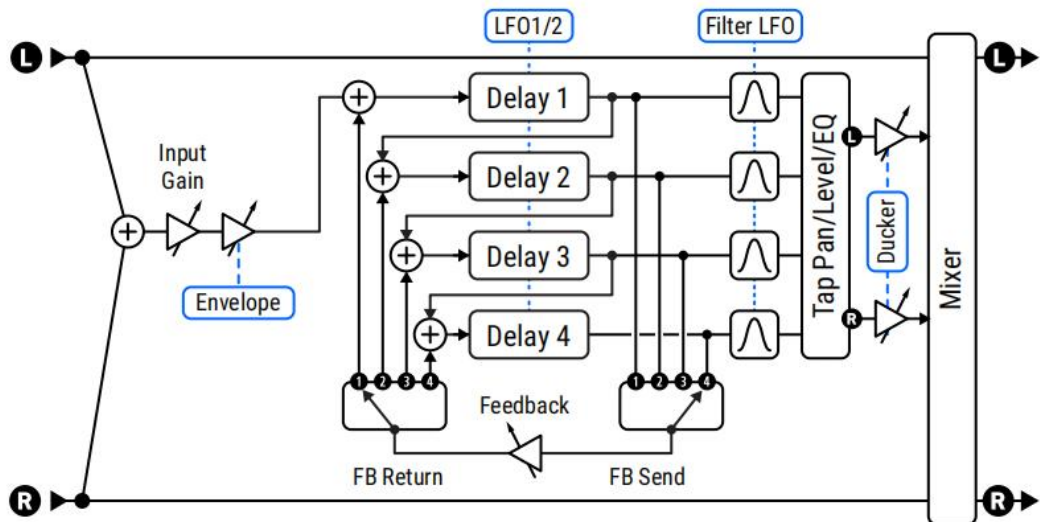 LFO1/2
Filter LFO
L
L
Delay 1
Input
Gain
Delay 2
L
Delay 3
Envelope
Delay 4
R
Tap Pan/Level/EQ
Ducker
Mixer
1 2 3 4
1 2 3 4
Feedback
FB Return
FB Send
R
R